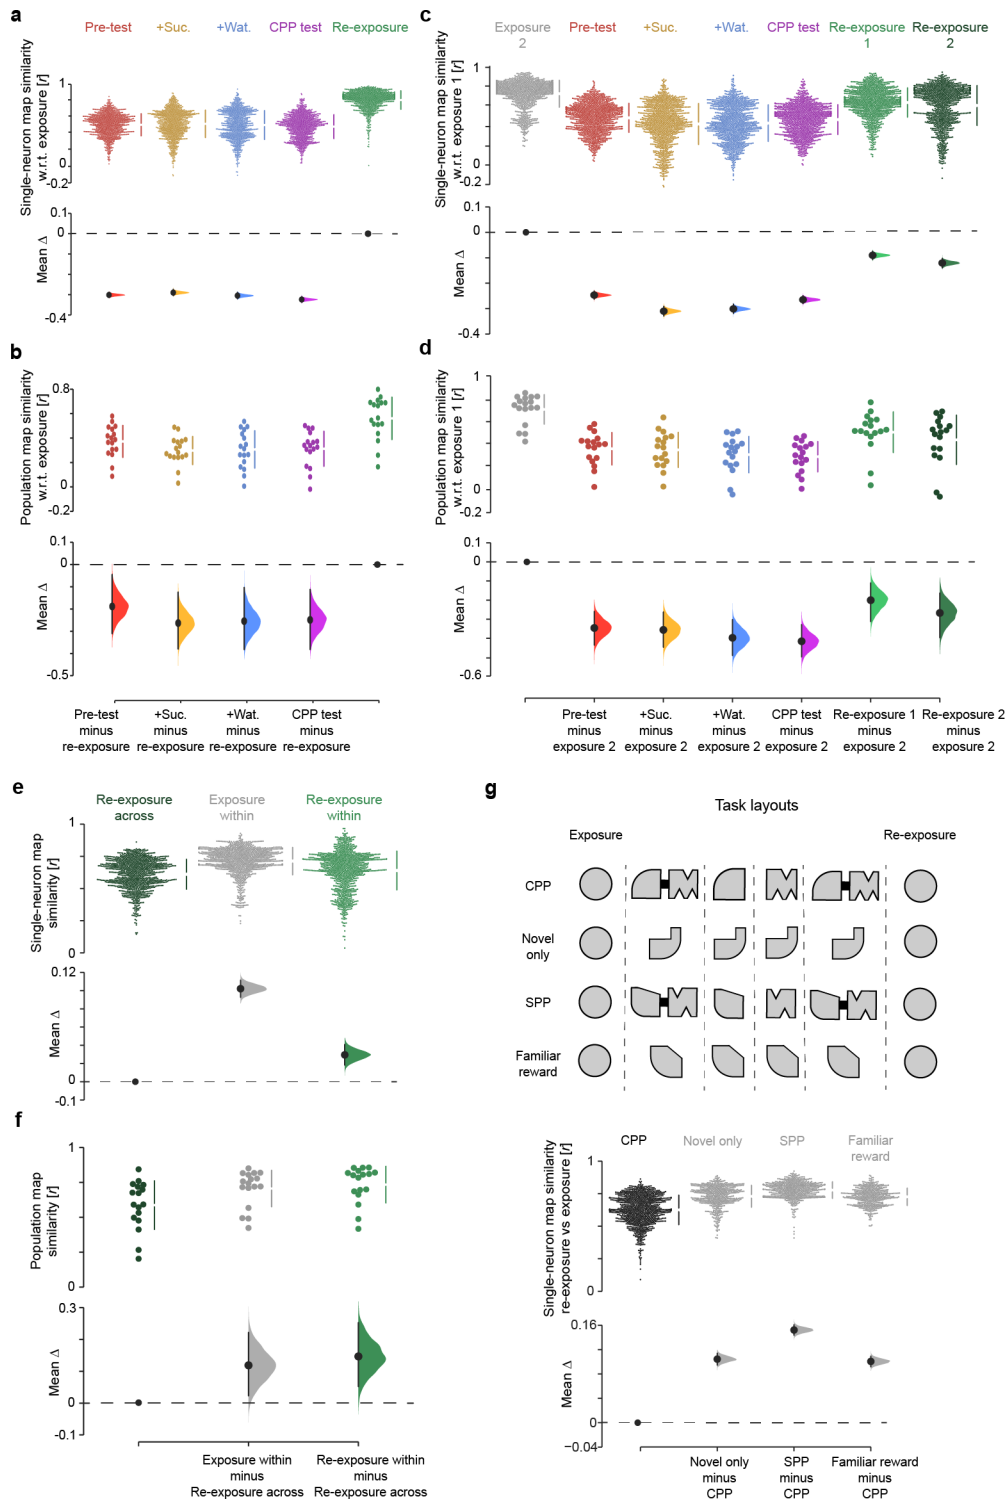 a
Pre-test
+Suc.
+Wat.
CPP test
Re-exposure
Single-neuron map similarity
w.r.t. exposure [r]
1
0
-0.2
Mean Δ
0.1
0
-0.4
b
Population map similarity
w.r.t. exposure [r]
0.8
0
-0.2
Mean Δ
0.1
0
-0.5
Pre-test
minus
re-exposure
+Suc.
minus
re-exposure
+Wat.
minus
re-exposure
CPP test
minus
re-exposure
c
Exposure
2
Pre-test
+Suc.
+Wat.
CPP test
Re-exposure
1
Re-exposure
2
Single-neuron map similarity
w.r.t. exposure 1 [r]
1
0
-0.2
Mean Δ
0.1
0
-0.4
d
Population map similarity
w.r.t. exposure 1 [r]
1
0
-0.2
Mean Δ
0.1
0
-0.6
Pre-test
minus
exposure 2
+Suc.
minus
exposure 2
+Wat.
minus
exposure 2
CPP test
minus
exposure 2
Re-exposure 1
minus
exposure 2
Re-exposure 2
minus
exposure 2
e
Re-exposure
across
Exposure
within
Re-exposure
within
Single-neuron map
similarity [r]
1
0
Mean Δ
0.12
0
-0.1
f
Population map
similarity [r]
1
0
Mean Δ
0.3
0
-0.1
Exposure within
minus
Re-exposure across
Re-exposure within
minus
Re-exposure across
g
Task layouts
Exposure
Re-exposure
CPP
Novel
only
SPP
Familiar
reward
CPP
Novel only
SPP
Familiar
reward
Single-neuron map similarity
re-exposure vs exposure [r]
1
0
Mean Δ
0.16
0
−0.04
Novel only
minus
CPP
SPP
minus
CPP
Familiar reward
minus
CPP